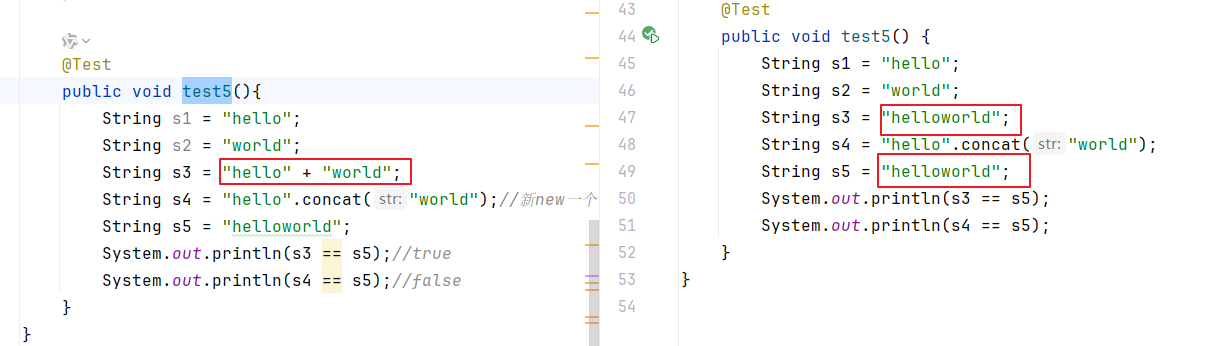 @Test
public void test5(){
String s1 = "hello";
String s2 = "world";
String s3 = "hello" + "world";
String s4 = "hello".concat( str: "world");//新new一个
String s5 = "helloworld";
System.out.println(s3 == s5);//true
System.out.println(s4 == s5);//false
}
}
43 @Test
44 public void test5() {
45 String s1 = "hello";
46 String s2 = "world";
47 String s3 = "helloworld";
48 String s4 = "hello".concat( str: "world");
49 String s5 = "helloworld";
50 System.out.println(s3 == s5);
51 System.out.println(s4 == s5);
52 }
53 }
54